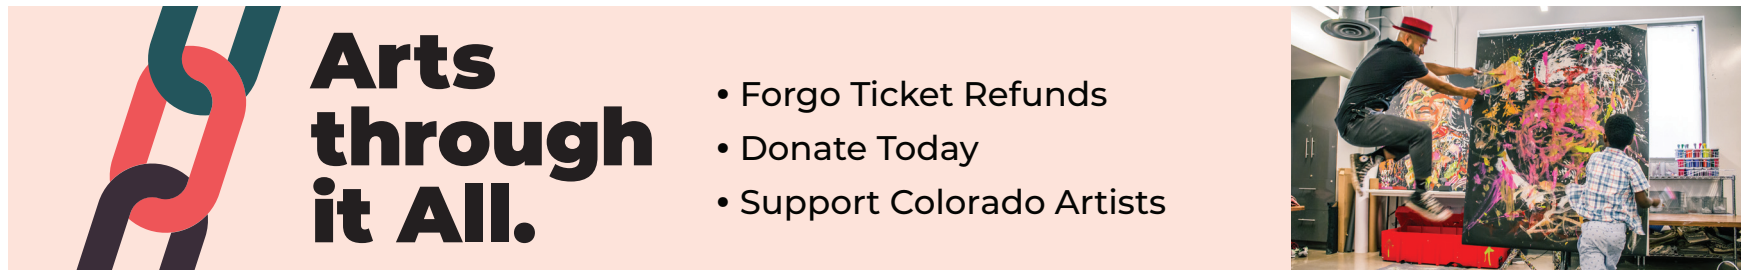 Arts
through
it All.
• Forgo Ticket Refunds
• Donate Today
• Support Colorado Artists